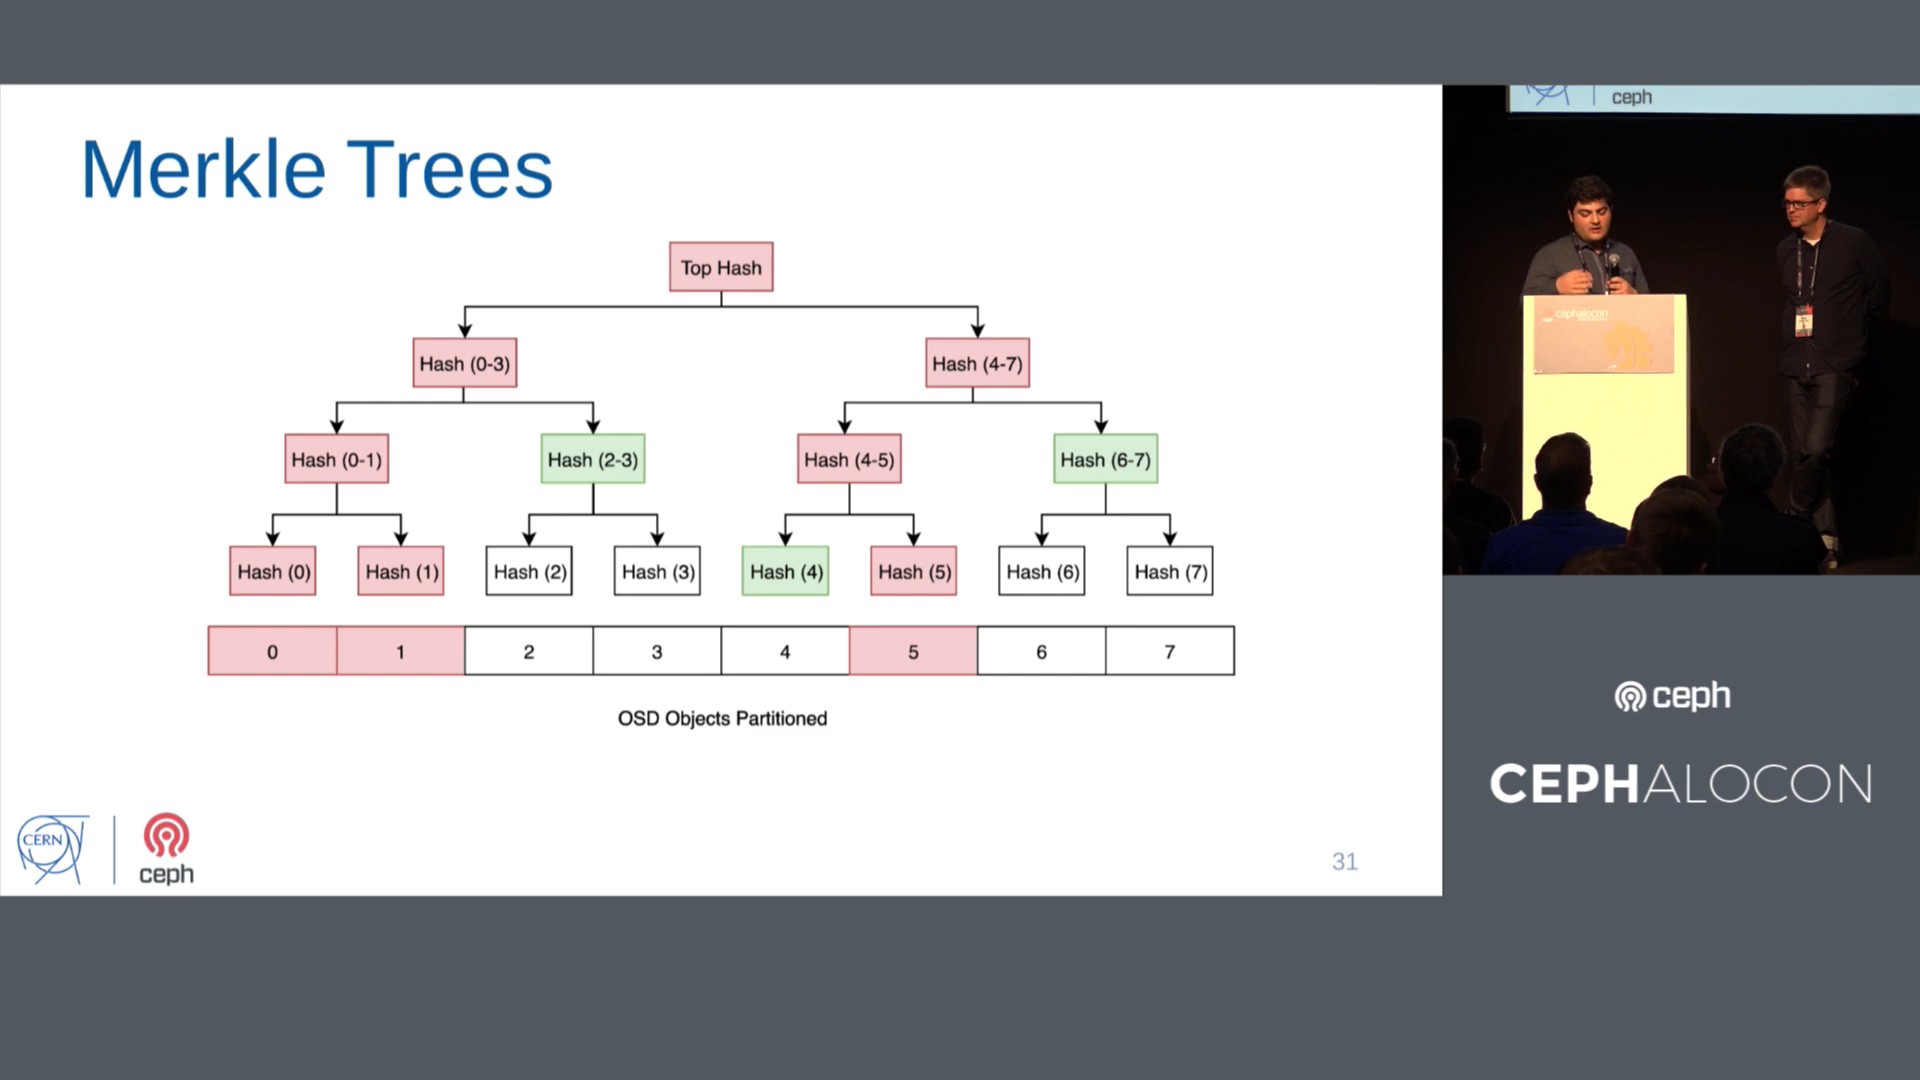 Merkle Trees
Top Hash
Hash (0-3)
Hash (4-7)
Hash (0-1)
Hash (2-3)
Hash (4-5)
Hash (6-7)
Hash (0)
Hash (1)
Hash (2)
Hash (3)
Hash (4)
Hash (5)
Hash (6)
Hash (7)
0
1
2
3
4
5
6
7
OSD Objects Partitioned
CERN
ceph
31
ceph
cephalocon
ceph
CEPHALOCON